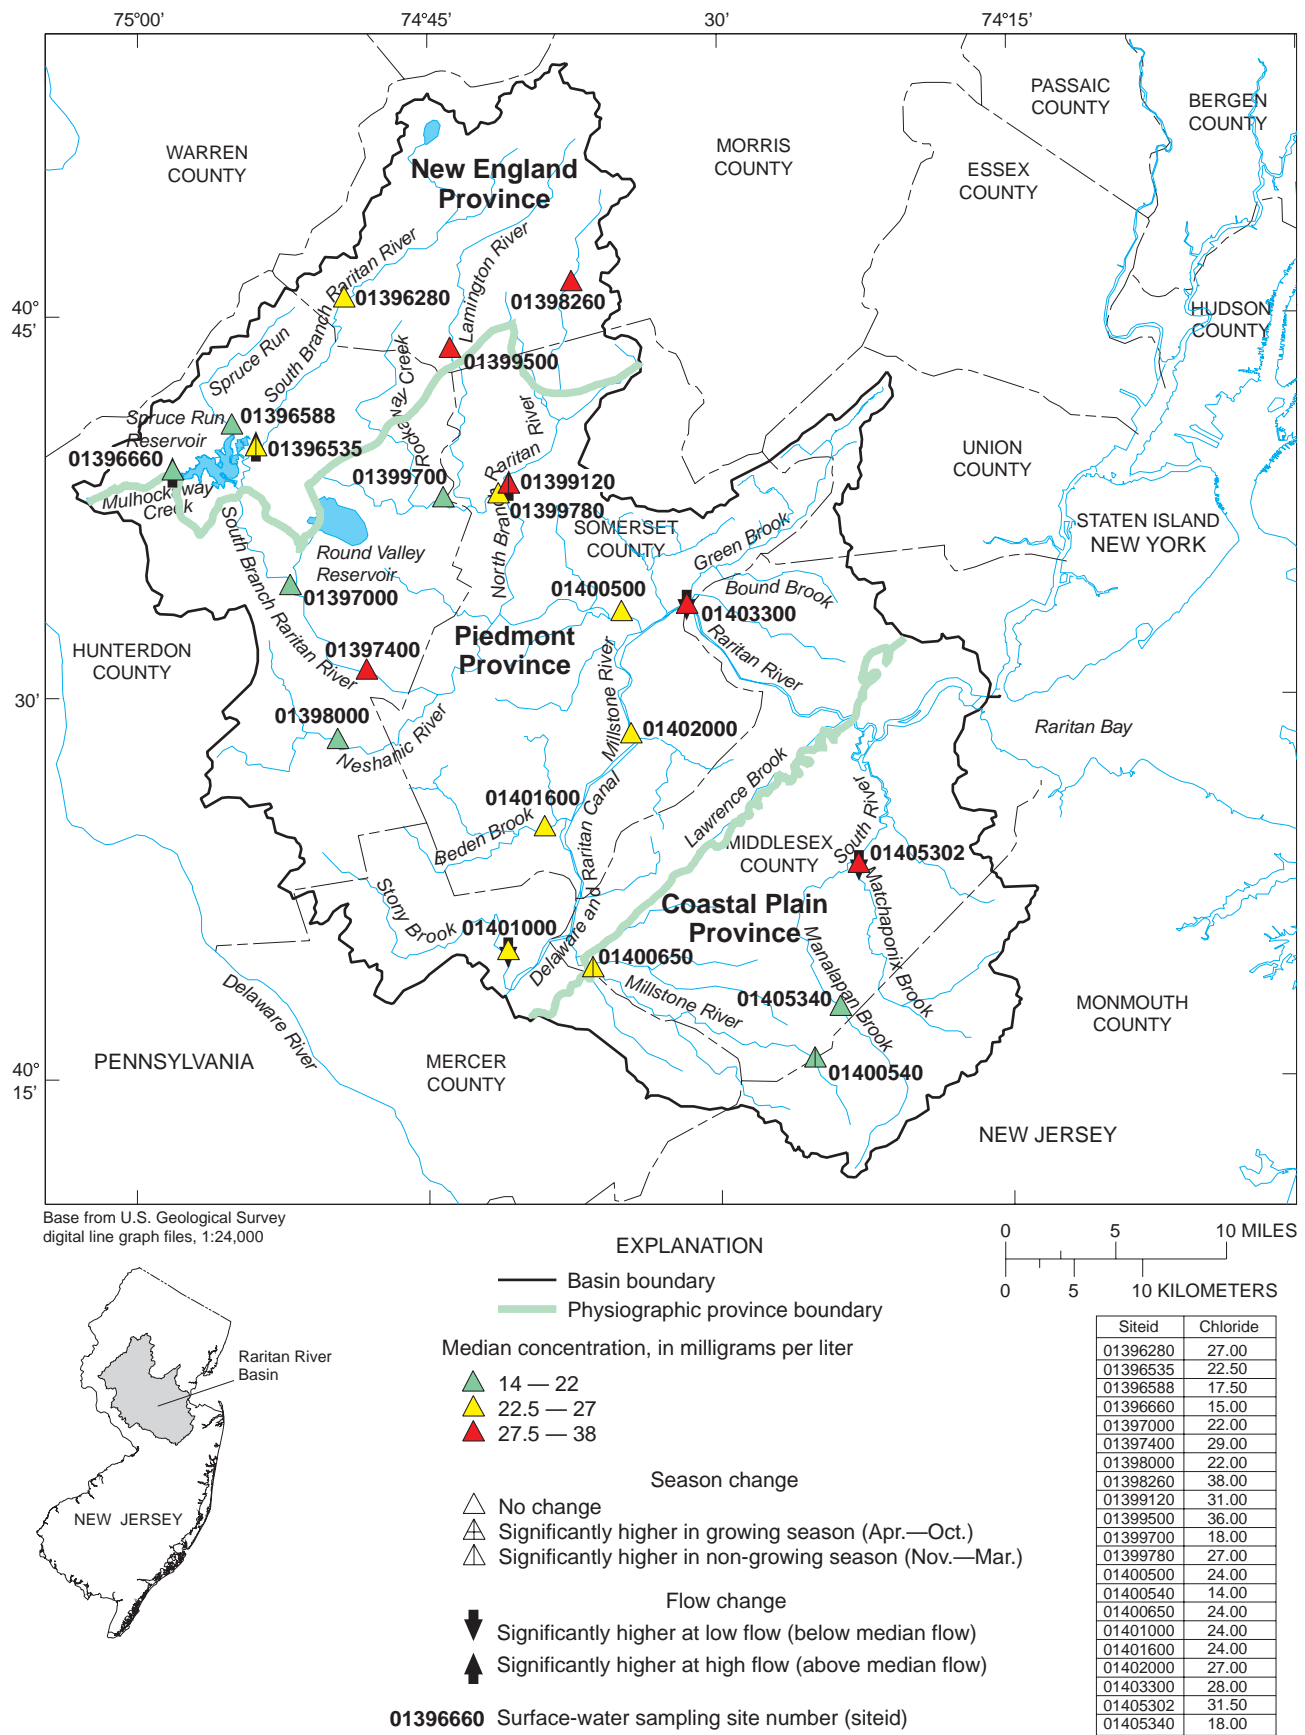 75°00'
74°45'
30'
74°15'
PASSAIC
COUNTY
BERGEN
COUNTY
WARREN
COUNTY
MORRIS
COUNTY
ESSEX
COUNTY
New England
Province
South Branch Raritan River
Lamington River
01396280
01398260
40°
45'
HUDSON
COUNTY
Spruce Run
01399500
Rockaway Creek
Spruce Run
Reservoir
01396588
01396535
01396660
Mulhockaway
Creek
01399700
North Branch Raritan River
01399120
01399780
UNION
COUNTY
SOMERSET
COUNTY
Green Brook
STATEN ISLAND
NEW YORK
Round Valley
Reservoir
Bound Brook
01397000
01400500
01403300
South Branch Raritan River
HUNTERDON
COUNTY
Piedmont
Province
Raritan River
01397400
Millstone River
30'
01398000
Neshanic River
01402000
Raritan Bay
01401600
Beden Brook
Delaware and Raritan Canal
Lawrence Brook
MIDDLESEX
COUNTY
South River
01405302
Stony Brook
Coastal Plain
Province
Matchaponix Brook
01401000
01400650
Manalapan Brook
Millstone River
01405340
Delaware River
MONMOUTH
COUNTY
PENNSYLVANIA
MERCER
COUNTY
01400540
40°
15'
NEW JERSEY
Base from U.S. Geological Survey
digital line graph files, 1:24,000
0 5 10 MILES
0 5 10 KILOMETERS
EXPLANATION
Basin boundary
Physiographic province boundary
Median concentration, in milligrams per liter
14 — 22
22.5 — 27
27.5 — 38
Season change
No change
Significantly higher in growing season (Apr.—Oct.)
Significantly higher in non-growing season (Nov.—Mar.)
Flow change
Significantly higher at low flow (below median flow)
Significantly higher at high flow (above median flow)
01396660 Surface-water sampling site number (siteid)
Raritan River
Basin
NEW JERSEY
Siteid Chloride
01396280 27.00
01396535 22.50
01396588 17.50
01396660 15.00
01397000 22.00
01397400 29.00
01398000 22.00
01398260 38.00
01399120 31.00
01399500 36.00
01399700 18.00
01399780 27.00
01400500 24.00
01400540 14.00
01400650 24.00
01401000 24.00
01401600 24.00
01402000 27.00
01403300 28.00
01405302 31.50
01405340 18.00